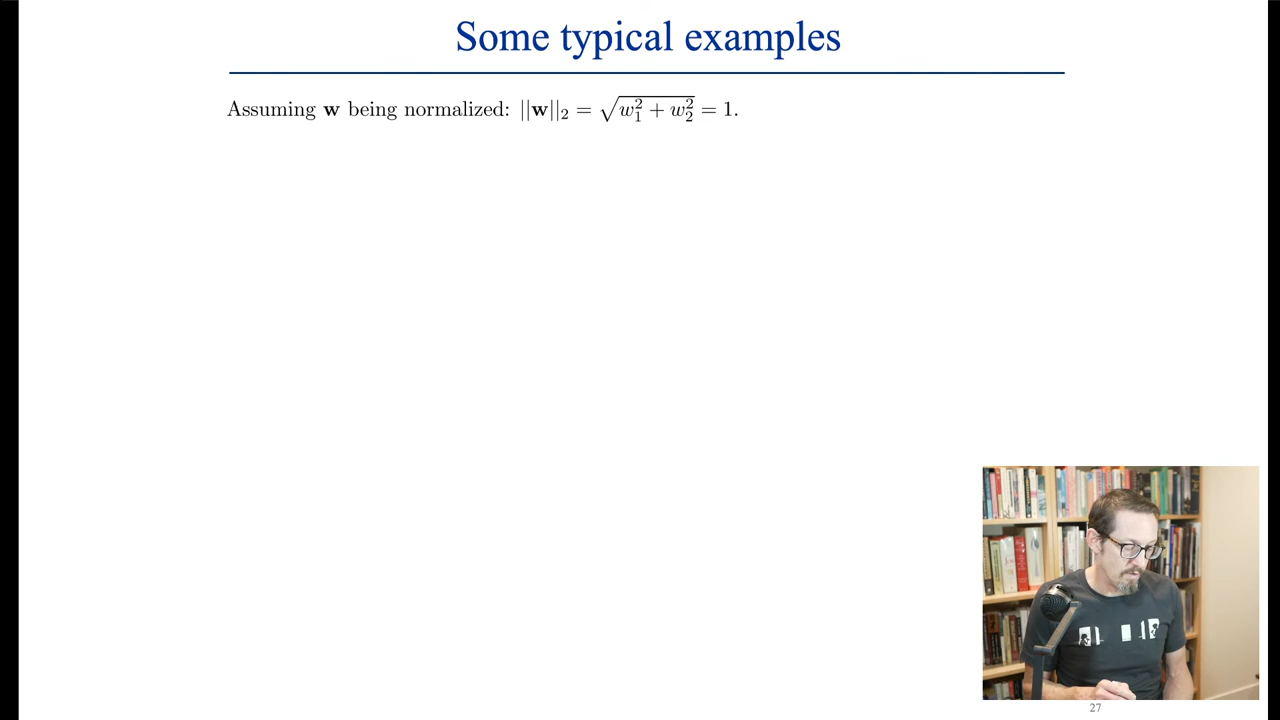 Some typical examples
Assuming w being normalized: ||w||₂ = √(w₁² + w₂²) = 1.
27